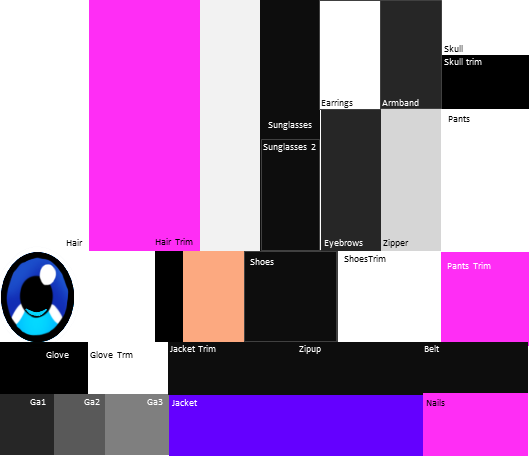 Skull
Skull trim
Earrings
Armband
Sunglasses
Pants
Sunglasses 2
Hair
Hair Trim
Eyebrows
Zipper
Shoes
ShoesTrim
Pants Trim
Glove
Glove Trm
Jacket Trim
Zipup
Belt
Ga1
Ga2
Ga3
Jacket
Nails